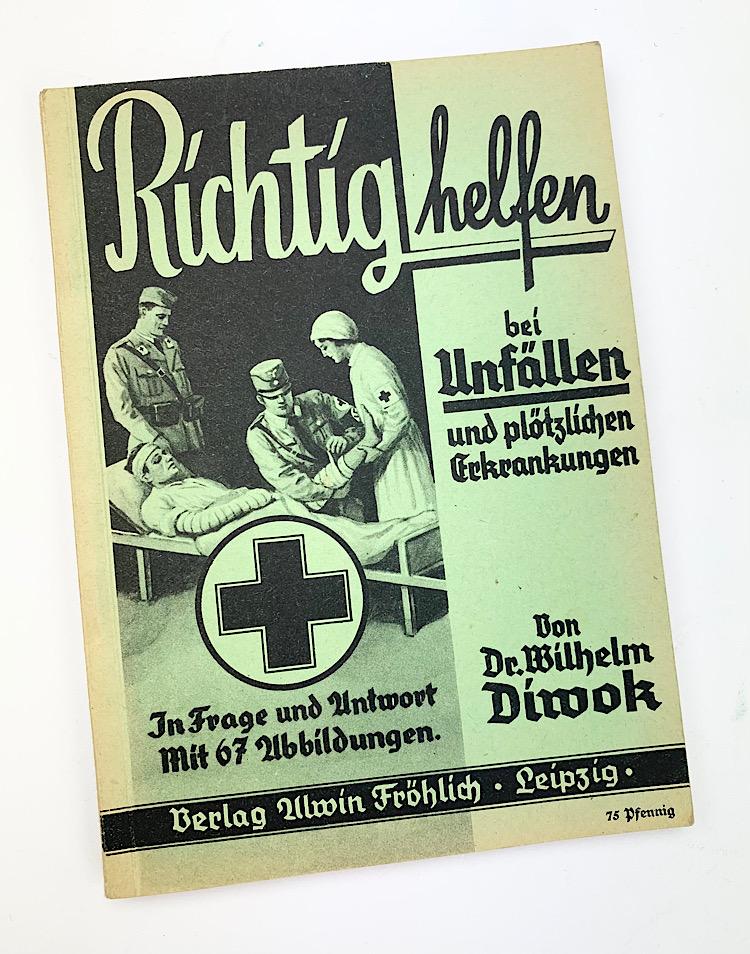 Richtig helfen
bei
Unfällen
und plötzlichen
Erkrankungen
Von
Dr. Wilhelm
Diwok
In Frage und Antwort
Mit 67 Abbildungen.
Verlag Alwin Fröhlich · Leipzig ·
75 Pfennig